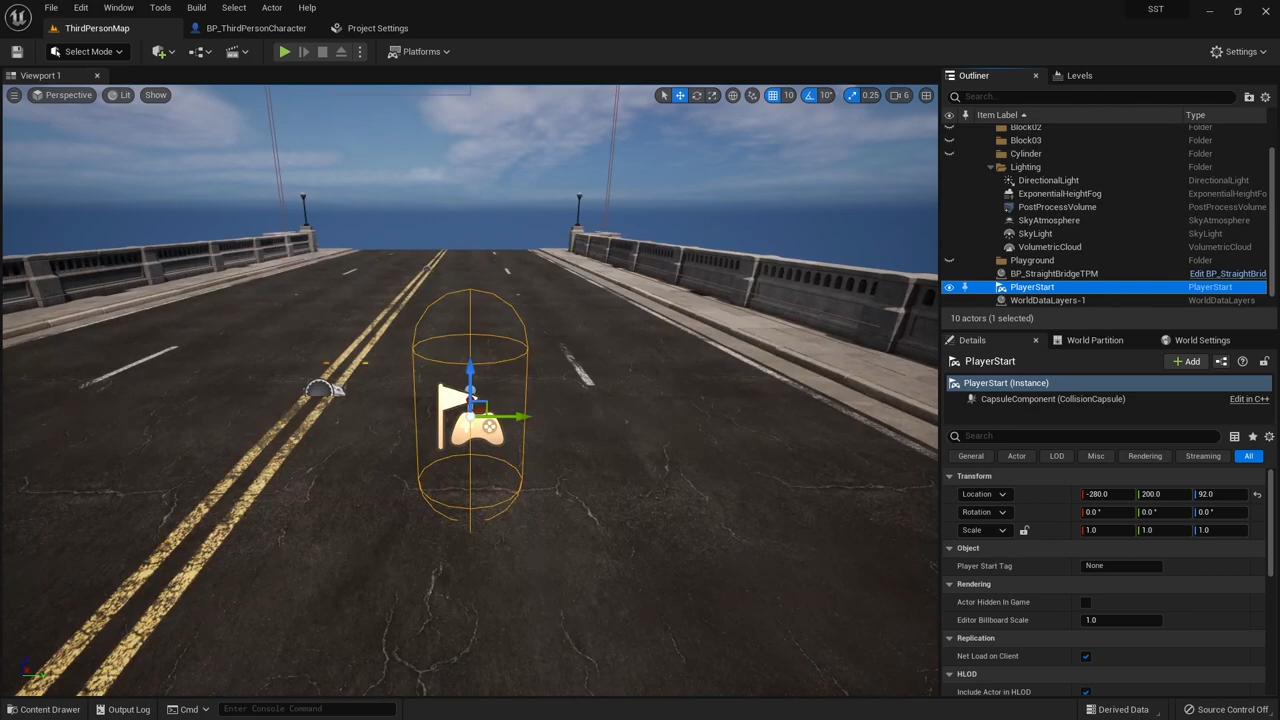 File Edit Window Tools Build Select Actor Help SST
ThirdPersonMap BP_ThirdPersonCharacter Project Settings
Select Mode Platforms Settings
Viewport 1
Perspective Lit Show 10 10° 0.25 6
Outliner Levels
Search...
Item Label Type
Block02 Folder
Block03 Folder
Cylinder Folder
Lighting Folder
DirectionalLight DirectionalLight
ExponentialHeightFog ExponentialHeightFo
PostProcessVolume PostProcessVolume
SkyAtmosphere SkyAtmosphere
SkyLight SkyLight
VolumetricCloud VolumetricCloud
Playground Folder
BP_StraightBridgeTPM Edit BP_StraightBrid
PlayerStart PlayerStart
WorldDataLayers-1 WorldDataLayers
10 actors (1 selected)
Details World Partition World Settings
PlayerStart Add
PlayerStart (Instance)
CapsuleComponent (CollisionCapsule) Edit in C++
Search
General Actor LOD Misc Rendering Streaming All
Transform
Location -280.0 200.0 92.0
Rotation 0.0 ° 0.0 ° 0.0 °
Scale 1.0 1.0 1.0
Object
Player Start Tag None
Rendering
Actor Hidden In Game
Editor Billboard Scale 1.0
Replication
Net Load on Client
HLOD
Include Actor in HLOD
Content Drawer Output Log Cmd Enter Console Command Derived Data Source Control Off